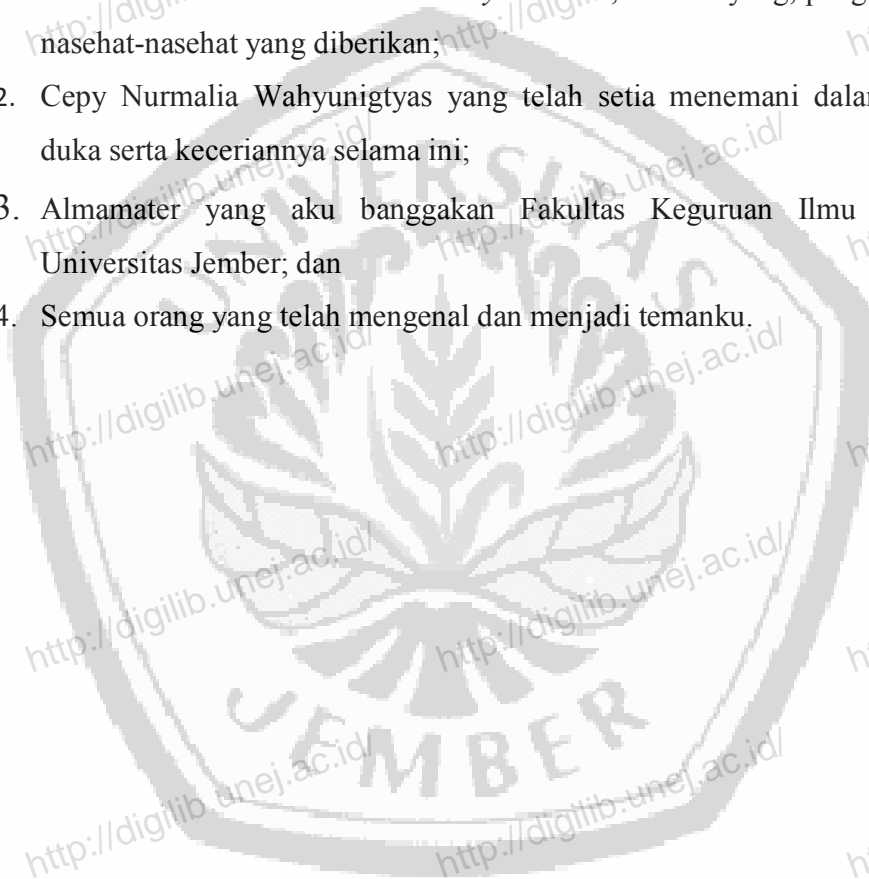 nasehat-nasehat yang diberikan;
2. Cepy Nurmalia Wahyunigtyas yang telah setia menemani
duka serta keceriannya selama ini;
3. Almamater yang aku banggakan Fakultas Keguruan Ilmu
Universitas Jember; dan
4. Semua orang yang telah mengenal dan menjadi temanku.
UNIVERSITAS
JEMBER
http://digilib.unej.ac.id/
http://digilib.unej.ac.id/
http://digilib.unej.ac.id/
http://digilib.unej.ac.id/
http://digilib.unej.ac.id/
http://digilib.unej.ac.id/
http://digilib.unej.ac.id/
http://digilib.unej.ac.id/